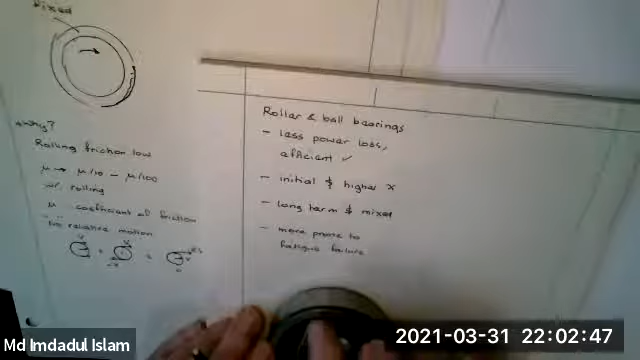 Fixed
Why?
Rolling friction low
μ → μ/10 - μ/100
w. rolling
μ coefficient of friction
No relative motion
Roller & ball bearings
- less power loss,
efficient ✓
- initial $ higher x
- long term $ mixed
- more prone to
fatigue failure
Md Imdadul Islam
2021-03-31 22:02:47